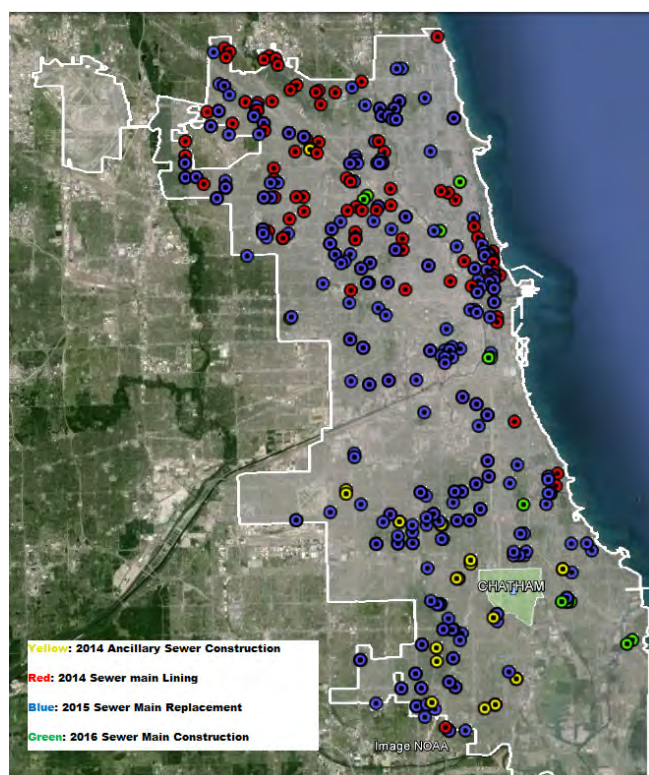 CHATHAM
Yellow: 2014 Ancillary Sewer Construction
Red: 2014 Sewer main Lining
Blue: 2015 Sewer Main Replacement
Green: 2016 Sewer Main Construction
Image NOAA